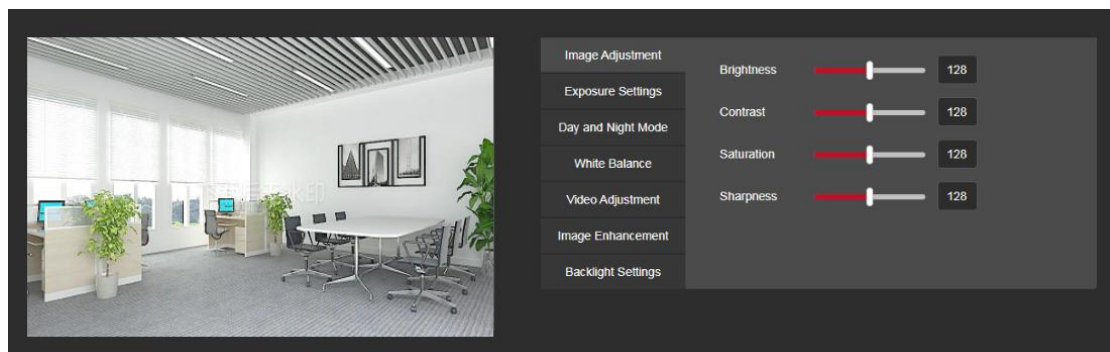 Image Adjustment
Exposure Settings
Day and Night Mode
White Balance
Video Adjustment
Image Enhancement
Backlight Settings
Brightness 128
Contrast 128
Saturation 128
Sharpness 128